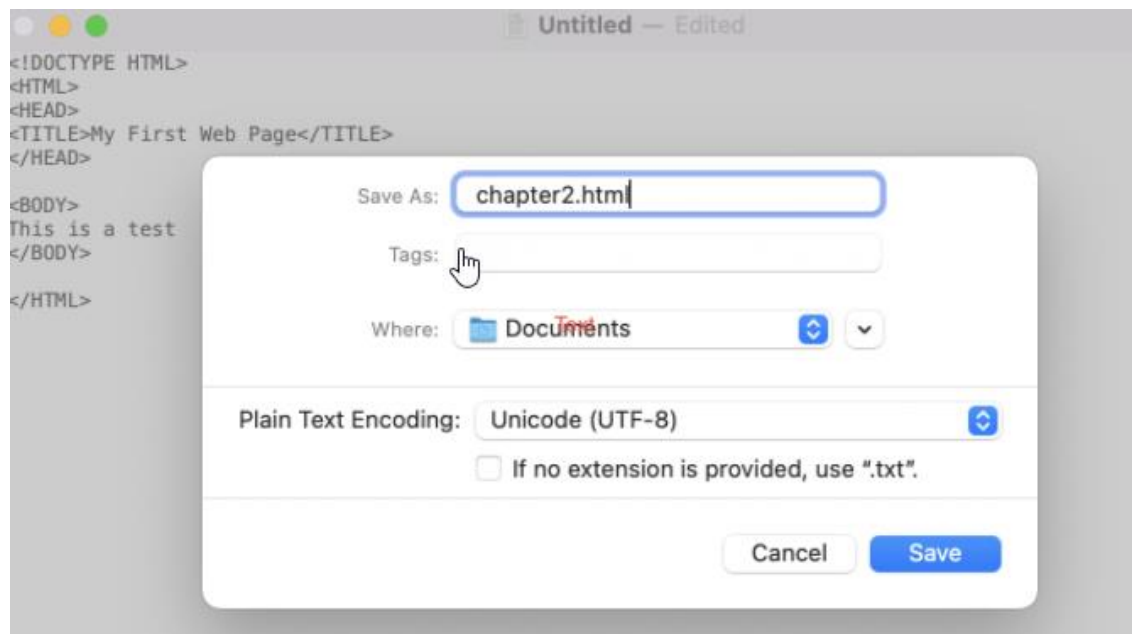 Untitled — Edited
<!DOCTYPE HTML>
<HTML>
<HEAD>
<TITLE>My First Web Page</TITLE>
</HEAD>
<BODY>
This is a test
</BODY>
</HTML>
Save As: chapter2.html
Tags:
Where: Documents
Text
Plain Text Encoding: Unicode (UTF-8)
If no extension is provided, use “.txt”.
Cancel Save